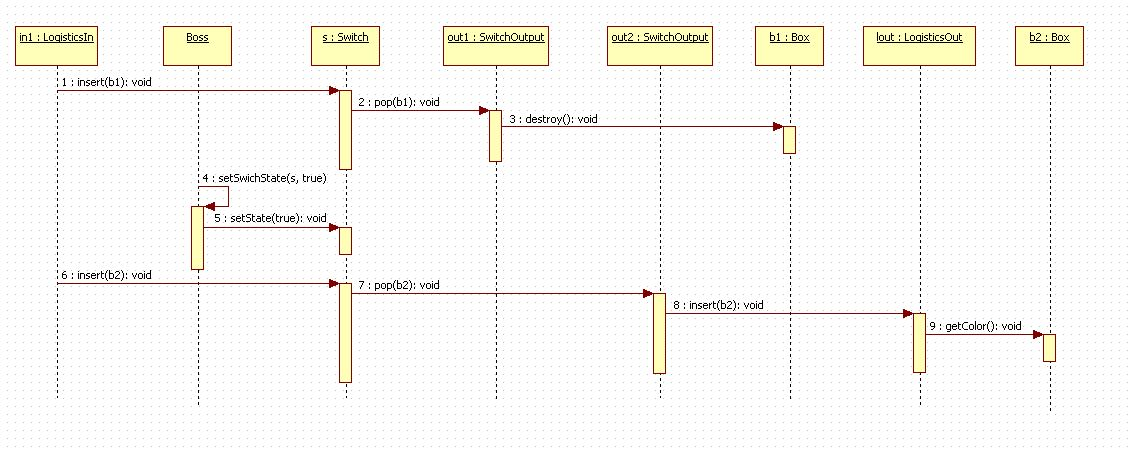 in1 : LogisticsIn
Boss
s : Switch
out1 : SwitchOutput
out2 : SwitchOutput
b1 : Box
lout : LogisticsOut
b2 : Box
1 : insert(b1): void
2 : pop(b1): void
3 : destroy(): void
4 : setSwichState(s, true)
5 : setState(true): void
6 : insert(b2): void
7 : pop(b2): void
8 : insert(b2): void
9 : getColor(): void